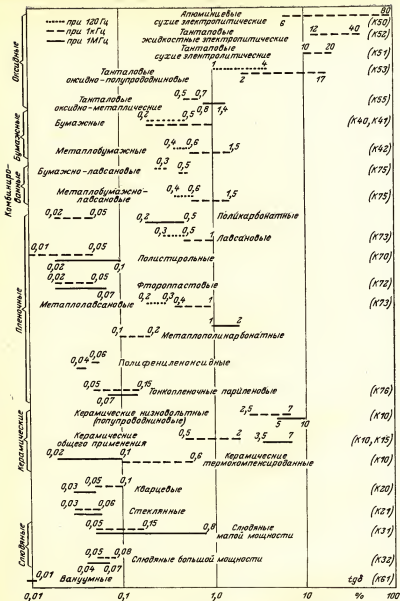 при 120 Гц
при 1кГц
при 1МГц
Алюминиевые
сухие электролитические
6
80
(К50)
Танталовые
жидкостные электролитические
12
40
(К52)
Танталовые
сухие электролитические
10
20
(К51)
Танталовые
оксидно-полупроводниковые
1
4
2
17
(К53)
Танталовые
оксидно-металлические
0,5
0,7
0,8
1,4
(К55)
Бумажные
0,2
0,5
1
(К40, К41)
Металлобумажные
0,4
0,6
1,5
(К42)
Бумажно-лавсановые
0,3
0,5
(К75)
Металлобумажно-
лавсановые
0,4
0,6
1,5
(К75)
0,02
0,05
0,2
0,5
Поликарбонатные
0,3
0,5
1
Лавсановые
(К73)
0,01
0,05
0,02
0,1
Полистирольные
(К70)
0,02
0,05
0,07
Фторопластовые
(К72)
Металлолавсановые
0,2
0,3
0,4
1
(К73)
1
2
0,1
0,2
Металлополикарбонатные
0,04
0,06
Полифениленоксидные
0,05
0,15
0,07
Тонкопленочные париленовые
(К76)
Керамические низковольтные
(полупроводниковые)
2,5
7
5
10
(К10)
Керамические
общего применения
0,5
2
3,5
7
(К10, К15)
0,02
0,1
0,6
Керамические
термокомпенсированные
(К10)
0,03
0,05
0,1
Кварцевые
(К20)
0,03
0,06
Стеклянные
(К21)
0,05
0,15
0,8
Слюдяные
малой мощности
(К31)
0,05
0,08
0,04
0,07
Слюдяные большой мощности
(К32)
0,01
Вакуумные
tgδ
(К61)
0,01
0,1
1,0
10
%
100
Оксидные
Бумажные
Комбиниро-
ванные
Пленочные
Керамические
Слюдяные